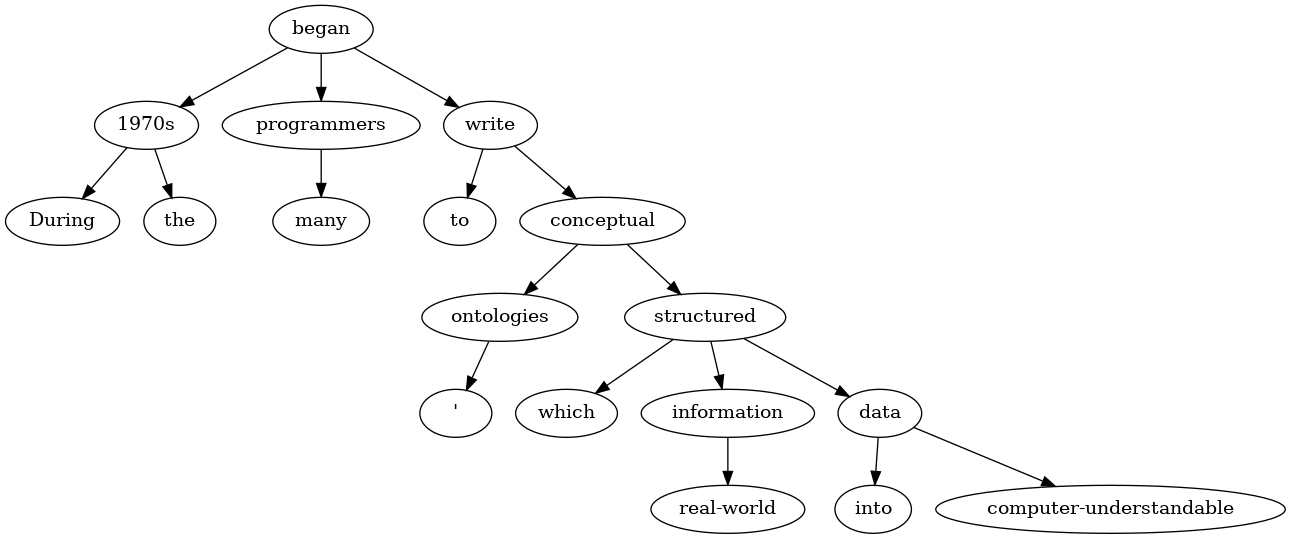 began
1970s programmers write
During the many to conceptual
ontologies structured
' which information data
real-world into computer-understandable